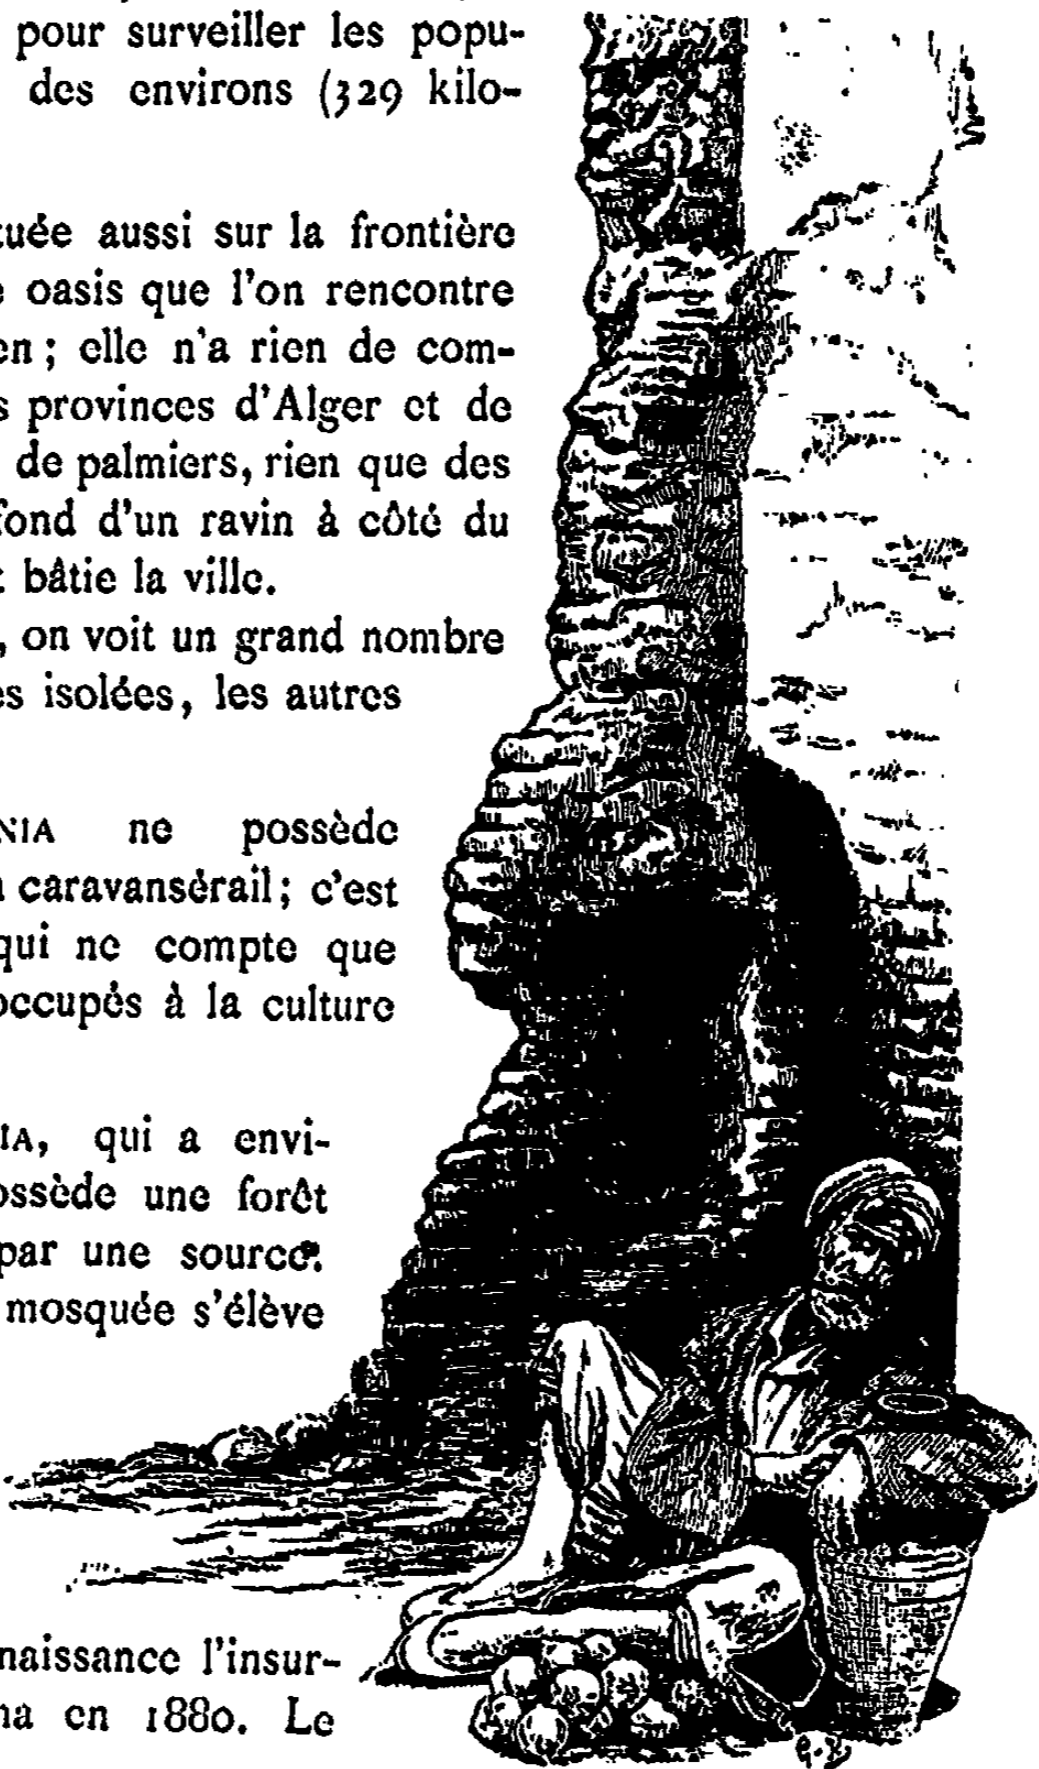 pour surveiller les popu-
des environs (329 kilo-
tuée aussi sur la frontière
e oasis que l'on rencontre
en ; elle n'a rien de com-
s provinces d'Alger et de
de palmiers, rien que des
fond d'un ravin à côté du
t bâtie la ville.
, on voit un grand nombre
es isolées, les autres
NIA ne possède
n caravansérail ; c'est
qui ne compte que
occupés à la culture
IA, qui a envi-
ossède une forêt
par une source.
mosquée s'élève
naissance l'insur-
na en 1880. Le